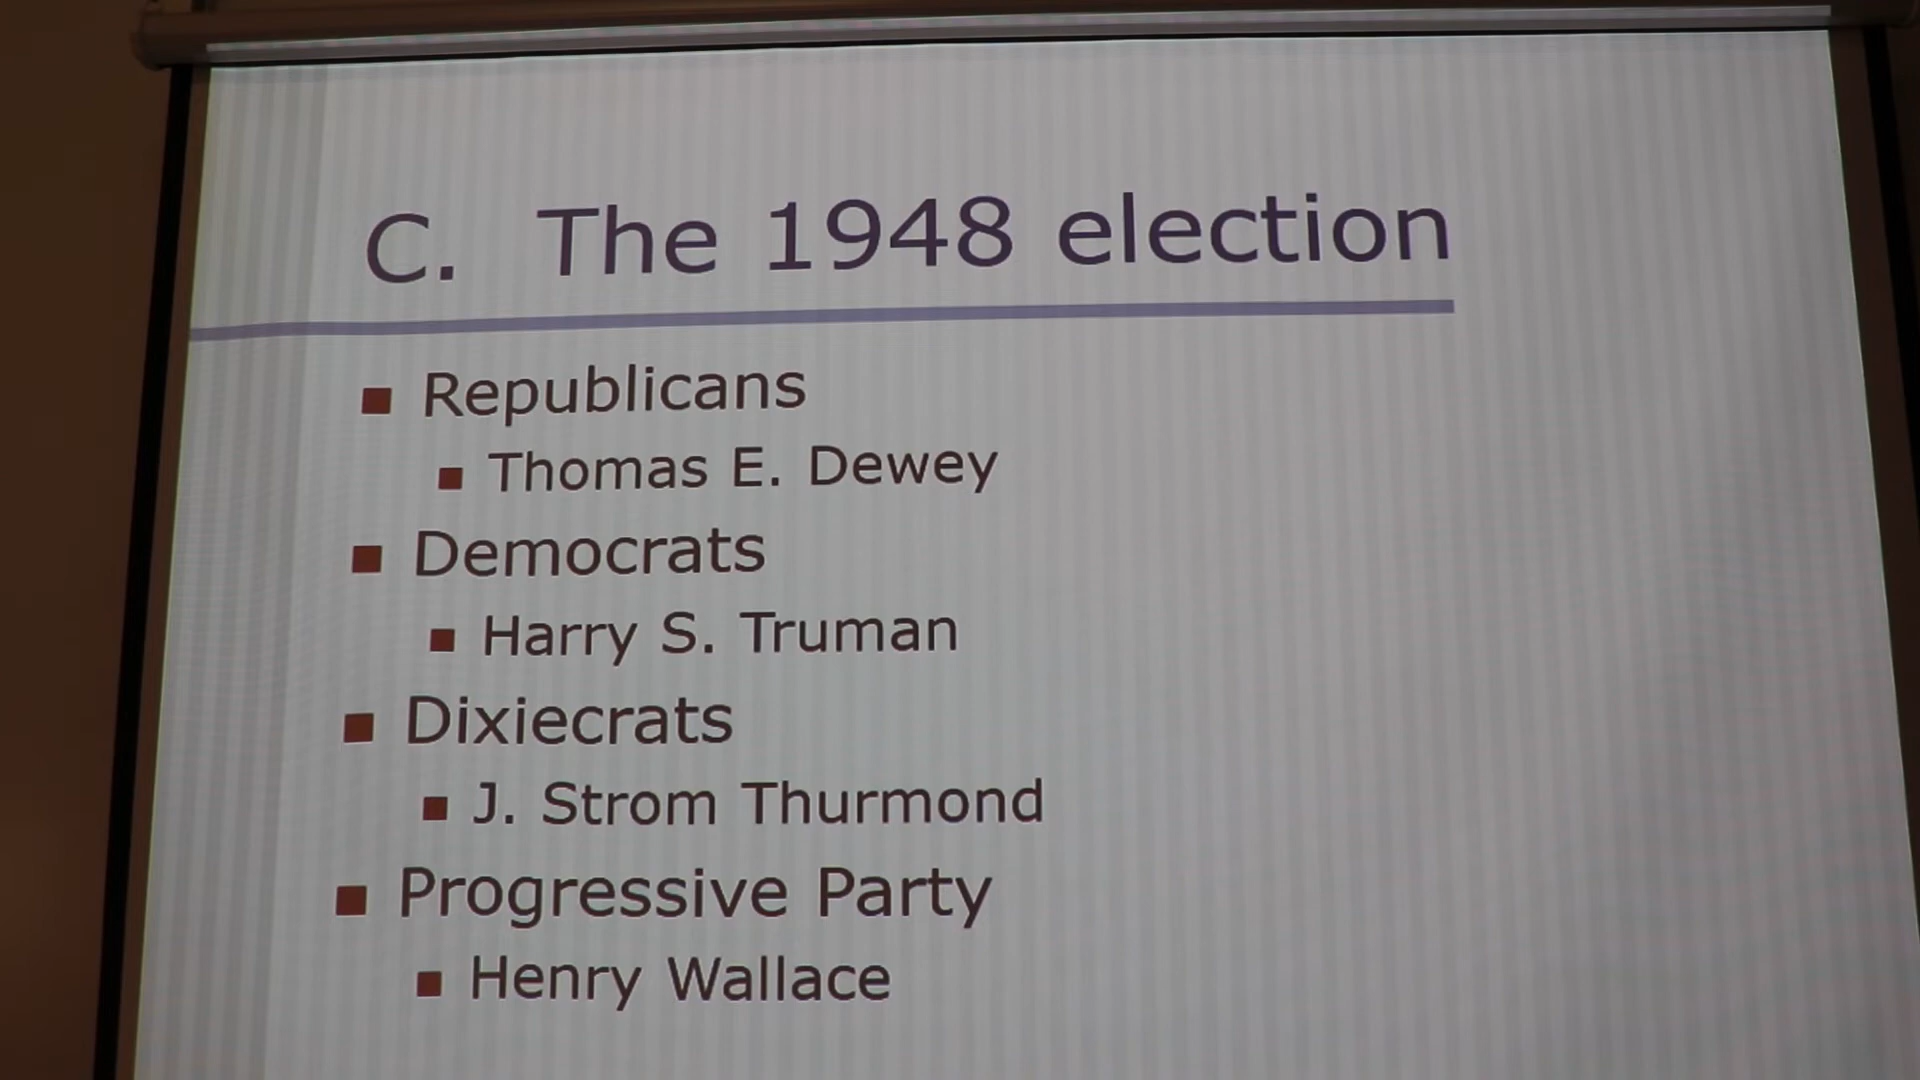 C. The 1948 election
Republicans
Thomas E. Dewey
Democrats
Harry S. Truman
Dixiecrats
J. Strom Thurmond
Progressive Party
Henry Wallace